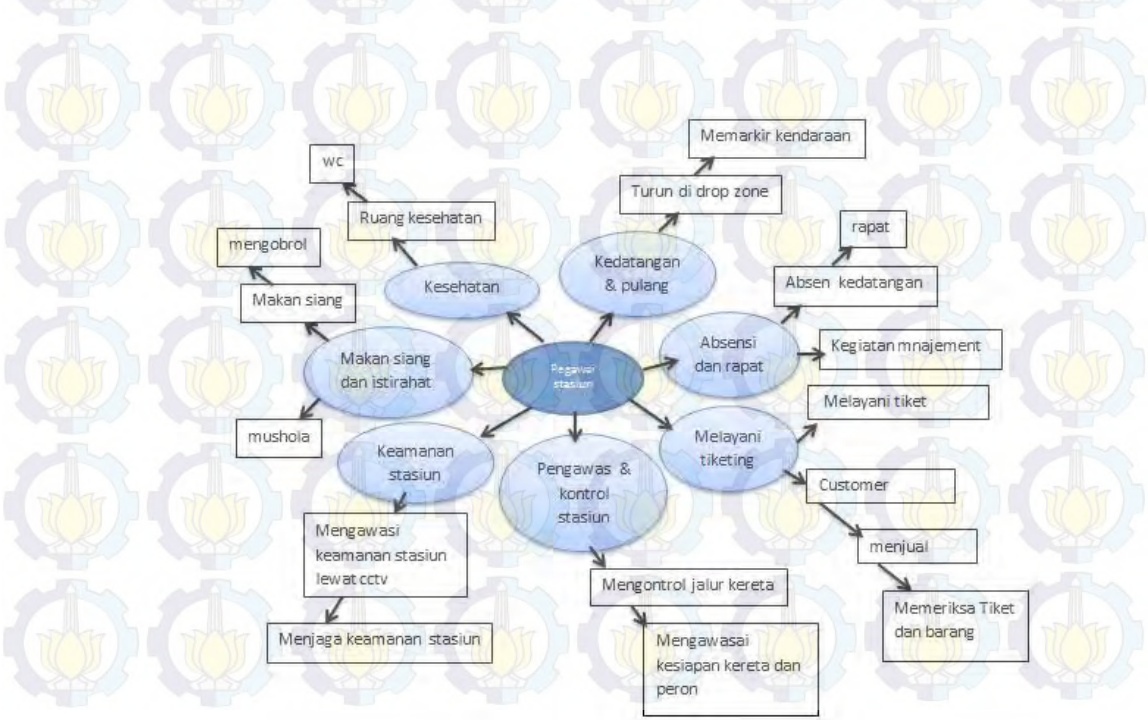 Memarkir kendaraan
wc
Turun di drop zone
Ruang kesehatan
rapat
mengobrol
Kedatangan
& pulang
Kesehatan
Absen kedatangan
Makan siang
Absensi
dan rapat
Kegiatan mnajement
Makan siang
dan istirahat
Pegawai
stasiun
Melayani tiket
mushola
Melayani
tiketing
Keamanan
stasiun
Pengawas &
kontrol
stasiun
Customer
Mengawasi
keamanan stasiun
lewat cctv
menjual
Mengontrol jalur kereta
Memeriksa Tiket
dan barang
Menjaga keamanan stasiun
Mengawasai
kesiapan kereta dan
peron